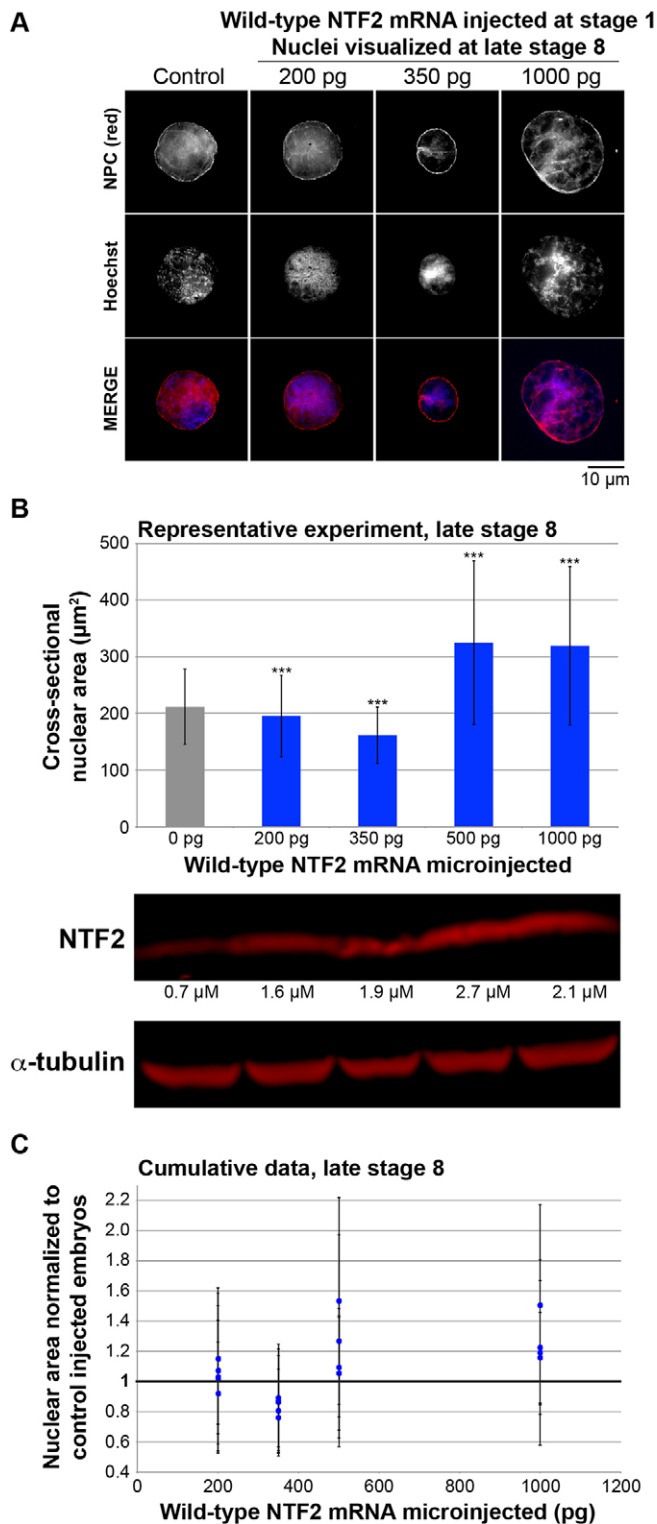 A
Wild-type NTF2 mRNA injected at stage 1
Nuclei visualized at late stage 8
Control 200 pg 350 pg 1000 pg
NPC (red)
Hoechst
MERGE
10 µm
B
Representative experiment, late stage 8
Cross-sectional
nuclear area (µm²)
500
400
300
200
100
0
*** *** *** ***
0 pg 200 pg 350 pg 500 pg 1000 pg
Wild-type NTF2 mRNA microinjected
NTF2
0.7 µM 1.6 µM 1.9 µM 2.7 µM 2.1 µM
α-tubulin
C
Cumulative data, late stage 8
Nuclear area normalized to
control injected embryos
2.2
2.0
1.8
1.6
1.4
1.2
1
0.8
0.6
0.4
0 200 400 600 800 1000 1200
Wild-type NTF2 mRNA microinjected (pg)